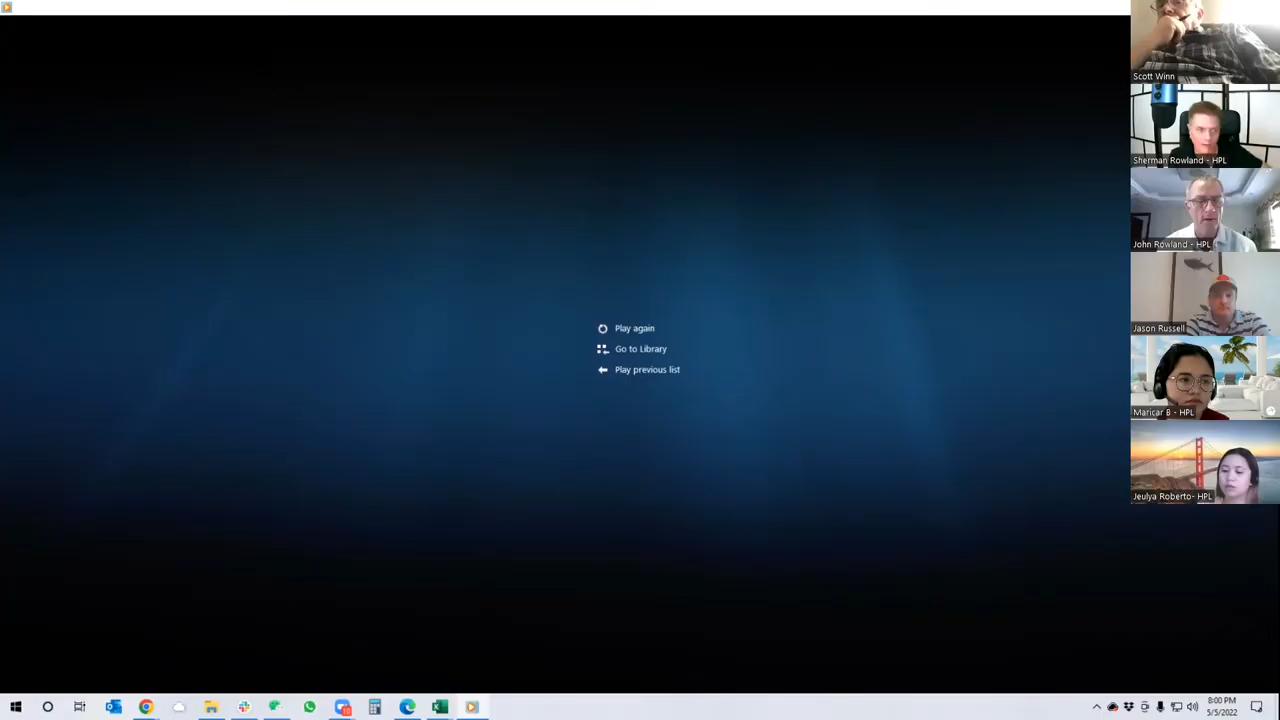 Scott Winn
Sherman Rowland - HPL
John Rowland - HPL
Play again
Jason Russell
Go to Library
Play previous list
Maricar B - HPL
Jeulya Roberto- HPL
8:00 PM
5/5/2022